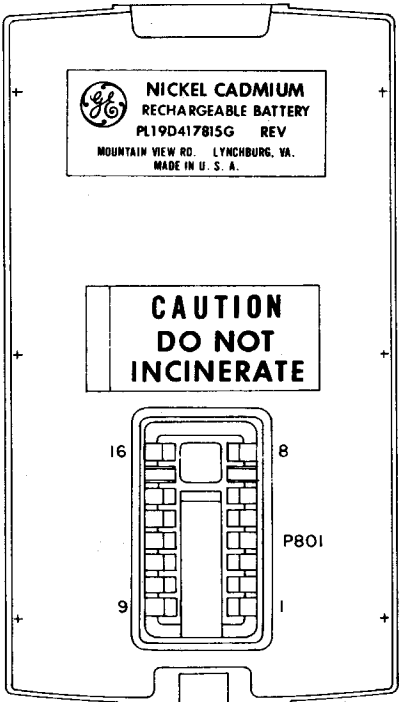 GE
NICKEL CADMIUM
RECHARGEABLE BATTERY
PL19D417815G REV
MOUNTAIN VIEW RD. LYNCHBURG, VA.
MADE IN U. S. A.
CAUTION
DO NOT
INCINERATE
16 8
P801
9 1